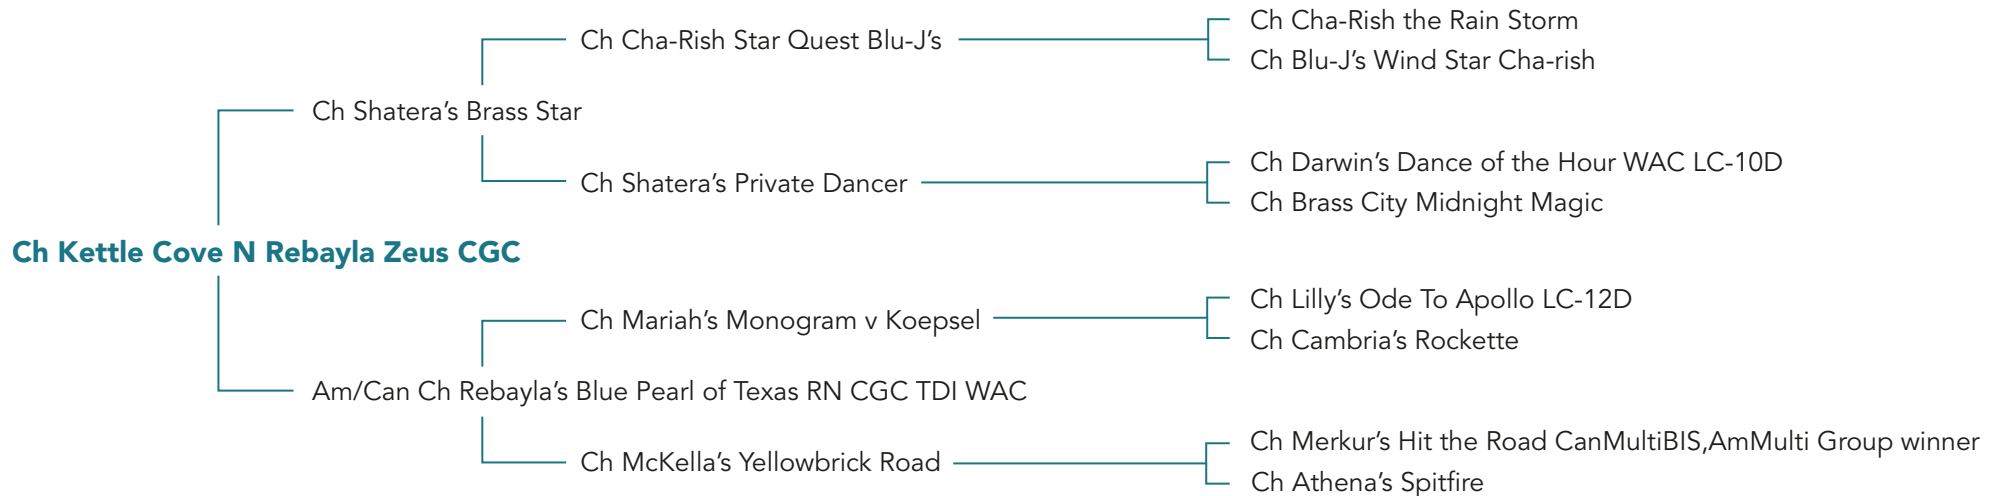 Ch Cha-Rish the Rain Storm
Ch Cha-Rish Star Quest Blu-J’s
Ch Blu-J’s Wind Star Cha-rish
Ch Shatera’s Brass Star
Ch Darwin’s Dance of the Hour WAC LC-10D
Ch Shatera’s Private Dancer
Ch Brass City Midnight Magic
Ch Kettle Cove N Rebayla Zeus CGC
Ch Lilly’s Ode To Apollo LC-12D
Ch Mariah’s Monogram v Koepsel
Ch Cambria’s Rockette
Am/Can Ch Rebayla’s Blue Pearl of Texas RN CGC TDI WAC
Ch Merkur’s Hit the Road CanMultiBIS,AmMulti Group winner
Ch McKella’s Yellowbrick Road
Ch Athena’s Spitfire